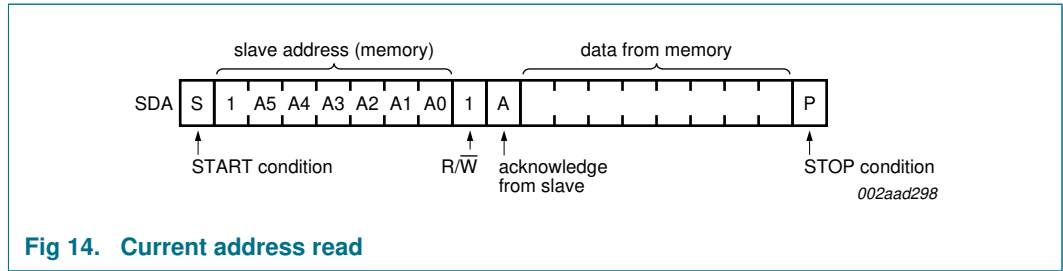 slave address (memory) data from memory
SDA S 1 A5 A4 A3 A2 A1 A0 1 A P
START condition R/W̅ acknowledge from slave STOP condition
002aad298
Fig 14. Current address read